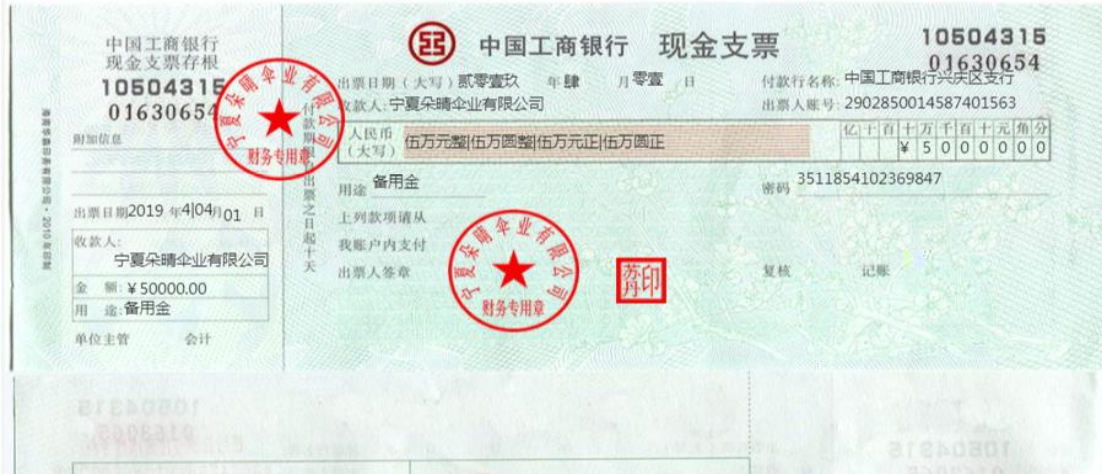 中国工商银行
现金支票存根
10504315
01630654
附加信息
出票日期2019 年4|04月01 日
收款人:
宁夏朵晴伞业有限公司
金 额:¥50000.00
用 途:备用金
单位主管 会计
付款期限自出票之日起十天
中国工商银行 现金支票
10504315
01630654
出票日期(大写)贰零壹玖 年肆 月零壹 日
付款行名称:中国工商银行兴庆区支行
收款人:宁夏朵晴伞业有限公司
出票人账号:2902850014587401563
人民币
(大写)
伍万元整|伍万圆整|伍万元正|伍万圆正
亿千百十万千百十元角分
¥5000000
用途 备用金
密码 3511854102369847
上列款项请从
我账户内支付
出票人签章
复核 记账
宁夏朵晴伞业有限公司
财务专用章
宁夏朵晴伞业有限公司
财务专用章
苏丹印